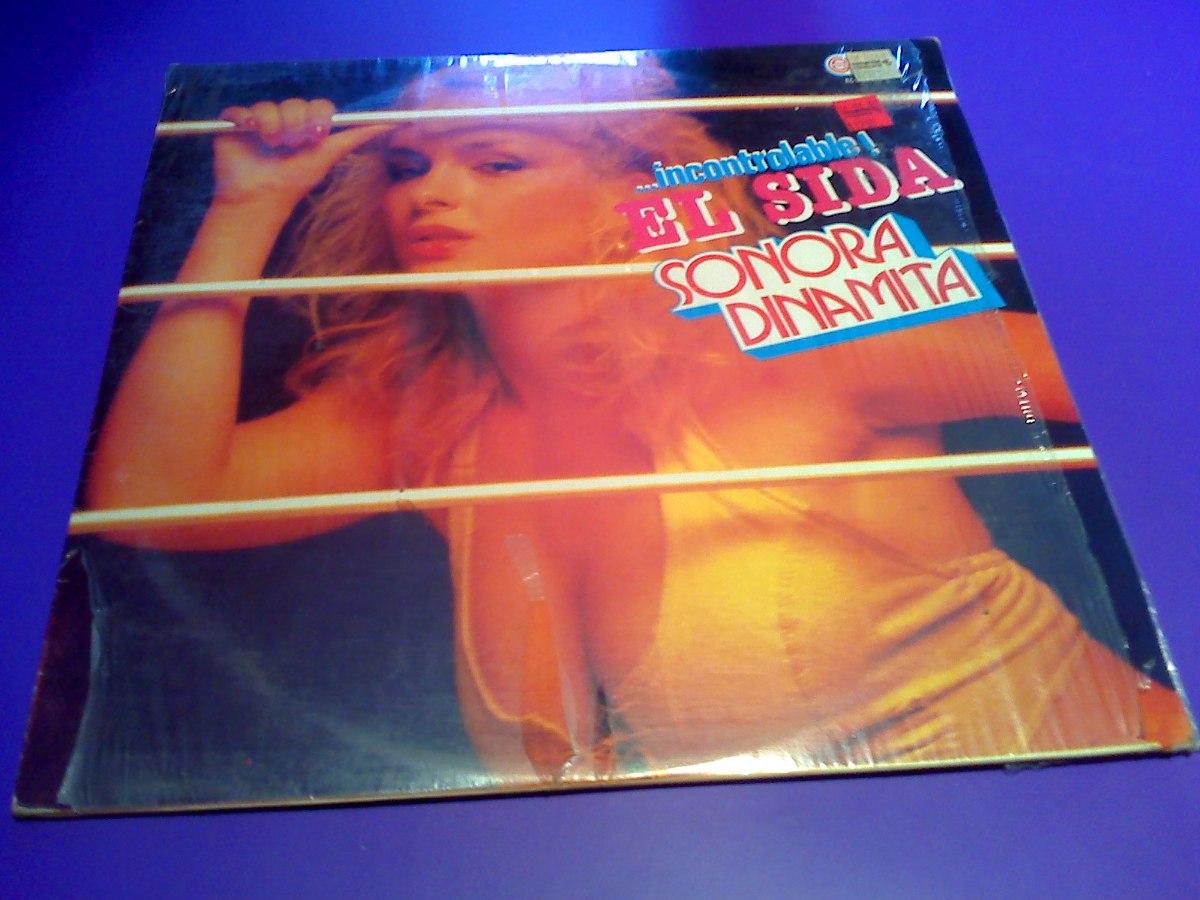 ...incontrolable!
EL SIDA
SONORA
DINAMITA